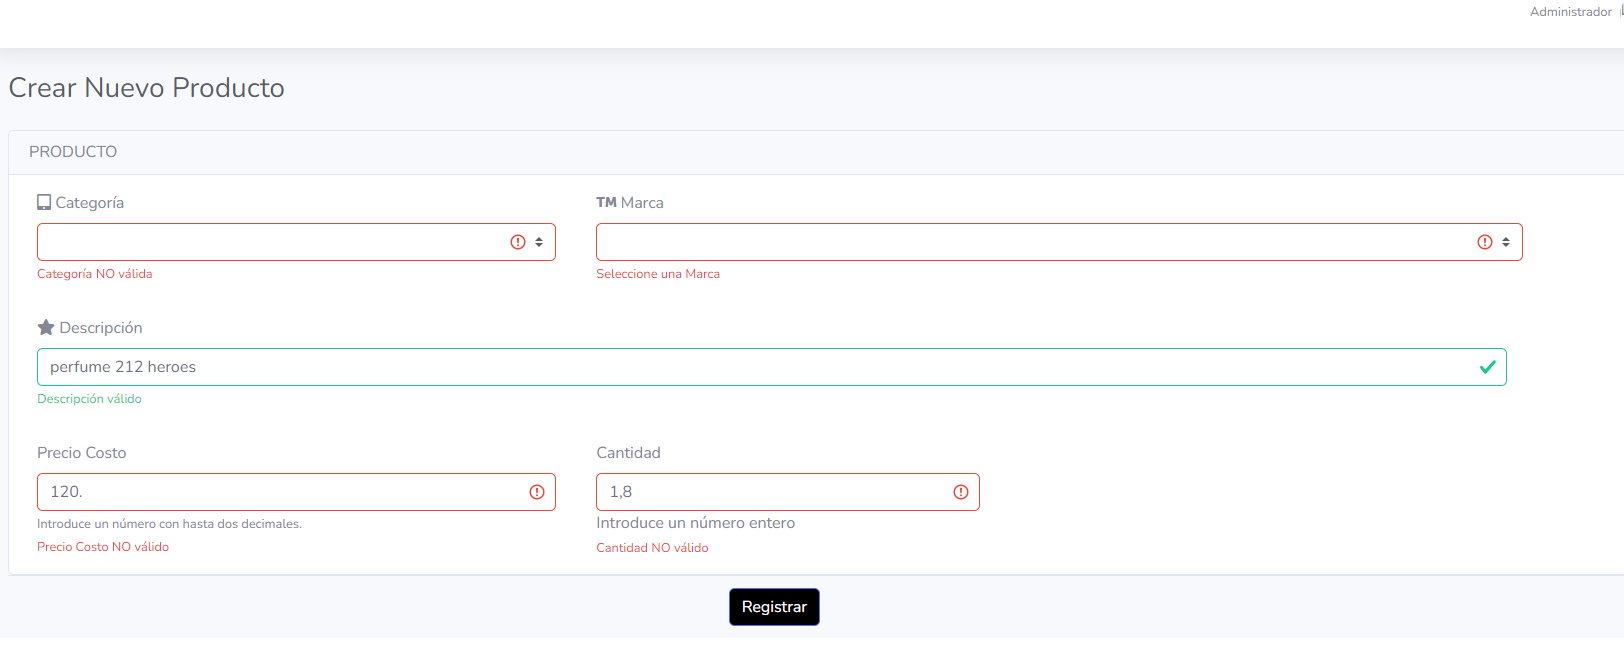 Administrador
Crear Nuevo Producto
PRODUCTO
Categoría
TM Marca
Categoría NO válida
Seleccione una Marca
Descripción
perfume 212 heroes
Descripción válido
Precio Costo
Cantidad
120.
1,8
Introduce un número con hasta dos decimales.
Introduce un número entero
Precio Costo NO válido
Cantidad NO válido
Registrar